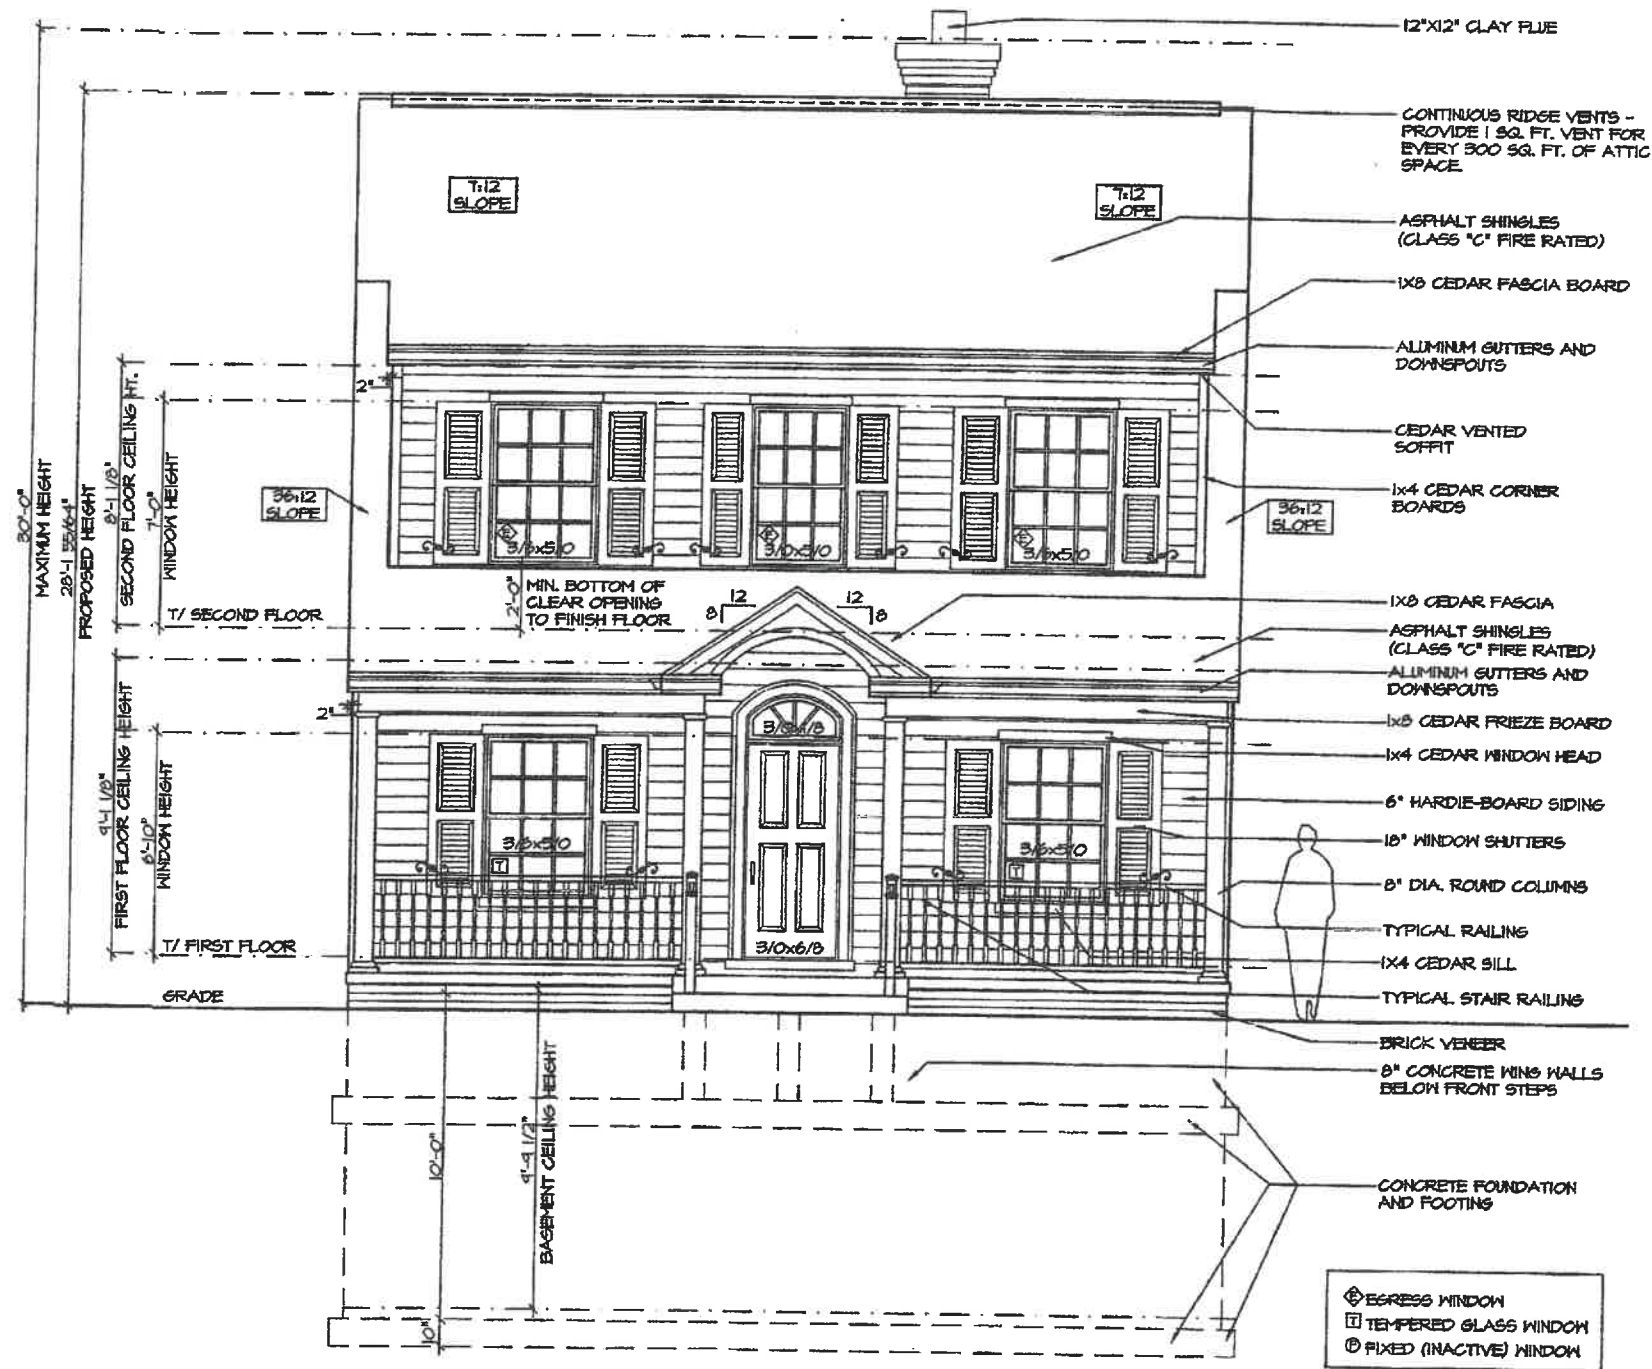 12"X12" CLAY FLUE
CONTINUOUS RIDGE VENTS -
PROVIDE 1 SQ. FT. VENT FOR
EVERY 300 SQ. FT. OF ATTIC
SPACE.
7:12
SLOPE
7:12
SLOPE
ASPHALT SHINGLES
(CLASS "C" FIRE RATED)
1X8 CEDAR FASCIA BOARD
ALUMINUM GUTTERS AND
DOWNSPOUTS
2"
CEDAR VENTED
SOFFIT
1x4 CEDAR CORNER
BOARDS
36:12
SLOPE
36:12
SLOPE
30'-0"
MAXIMUM HEIGHT
28'-1 55/64"
PROPOSED HEIGHT
8'-1 1/8"
SECOND FLOOR CEILING HT.
7'-0"
WINDOW HEIGHT
E
3/6x5/0
E
3/0x5/0
E
3/6x5/0
T/ SECOND FLOOR
2'-0"
MIN. BOTTOM OF
CLEAR OPENING
TO FINISH FLOOR
12
8
12
8
1X8 CEDAR FASCIA
ASPHALT SHINGLES
(CLASS "C" FIRE RATED)
ALUMINUM GUTTERS AND
DOWNSPOUTS
1x8 CEDAR FRIEZE BOARD
1x4 CEDAR WINDOW HEAD
6" HARDIE-BOARD SIDING
18" WINDOW SHUTTERS
8" DIA. ROUND COLUMNS
TYPICAL RAILING
1X4 CEDAR SILL
TYPICAL STAIR RAILING
BRICK VENEER
8" CONCRETE WING WALLS
BELOW FRONT STEPS
2"
9'-1 1/8"
FIRST FLOOR CEILING HEIGHT
6'-10"
WINDOW HEIGHT
3/6x5/0
T
3/6x5/0
T
3/0x6/8
T/ FIRST FLOOR
GRADE
10'-0"
9'-9 1/2"
BASEMENT CEILING HEIGHT
10"
CONCRETE FOUNDATION
AND FOOTING
E EGRESS WINDOW
T TEMPERED GLASS WINDOW
F FIXED (INACTIVE) WINDOW